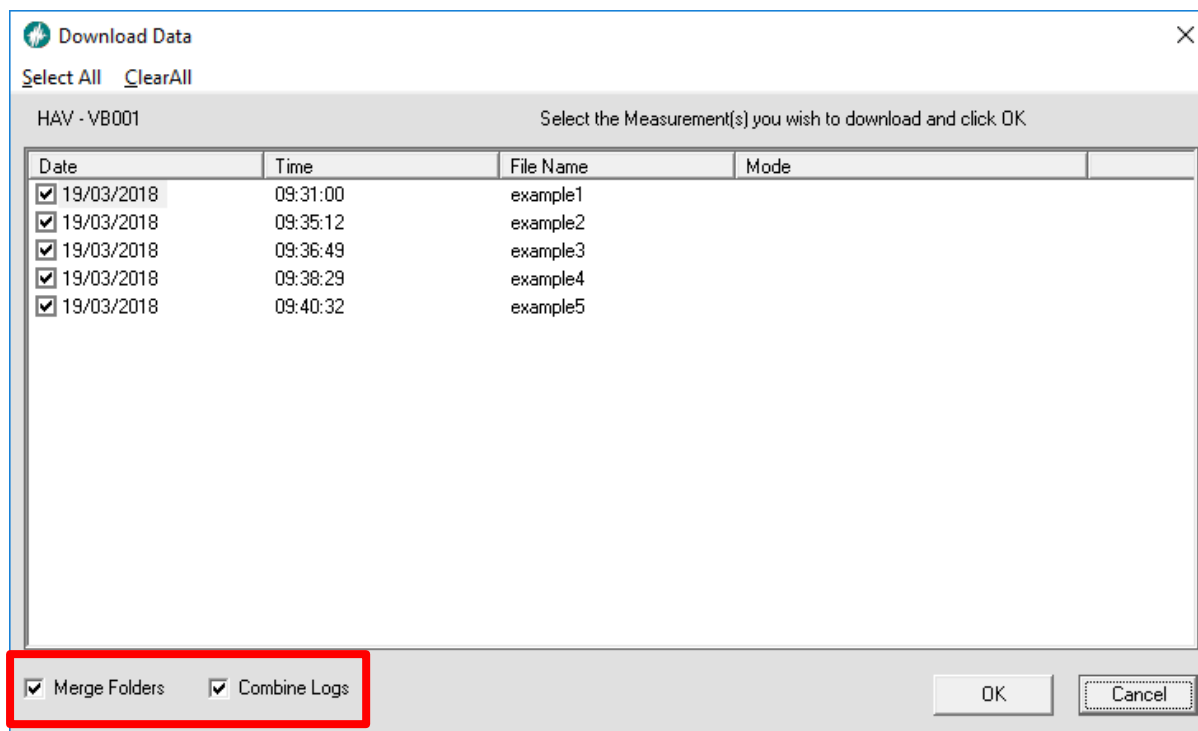 Download Data
Select All ClearAll
HAV - VB001 Select the Measurement(s) you wish to download and click OK
Date Time File Name Mode
19/03/2018 09:31:00 example1
19/03/2018 09:35:12 example2
19/03/2018 09:36:49 example3
19/03/2018 09:38:29 example4
19/03/2018 09:40:32 example5
Merge Folders Combine Logs OK Cancel